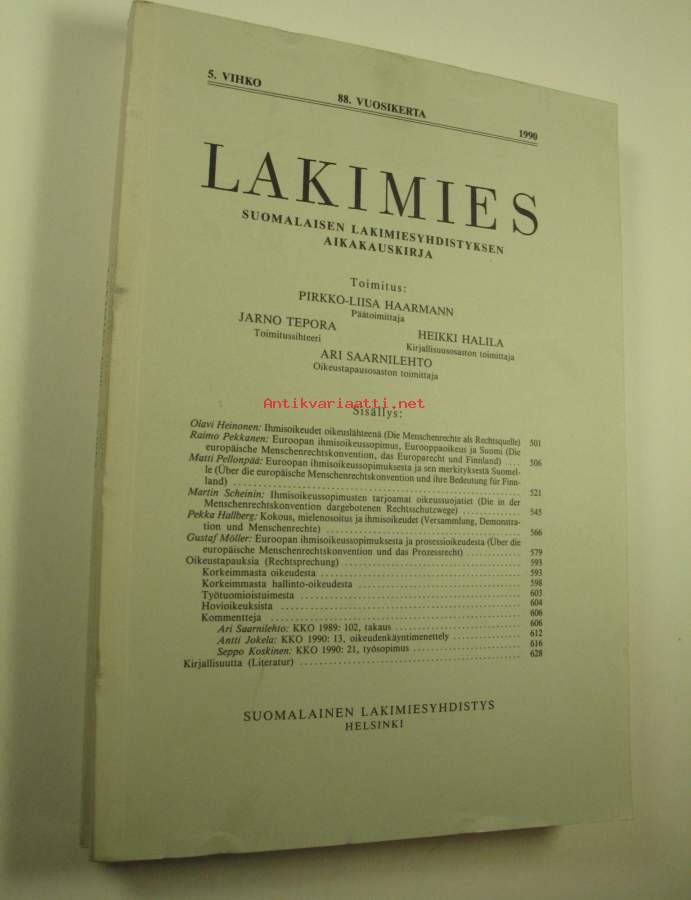 5. VIHKO 88. VUOSIKERTA 1990
LAKIMIES
SUOMALAISEN LAKIMIESYHDISTYKSEN
AIKAKAUSKIRJA
Toimitus:
PIRKKO-LIISA HAARMANN
Päätoimittaja
JARNO TEPORA
Toimitussihteeri
HEIKKI HALILA
Kirjallisuusosaston toimittaja
ARI SAARNILEHTO
Oikeustapausosaston toimittaja
Antikvariaatti.net
Sisällys:
Olavi Heinonen: Ihmisoikeudet oikeuslähteenä (Die Menschenrechte als Rechtsquelle) 501
Raimo Pekkanen: Euroopan ihmisoikeussopimus, Eurooppaoikeus ja Suomi (Die
europäische Menschenrechtskonvention, das Europarecht und Finnland) .... 506
Matti Pellonpää: Euroopan ihmisoikeussopimuksesta ja sen merkityksestä Suomel-
le (Über die europäische Menschenrechtskonvention und ihre Bedeutung für Finn-
land) .... 521
Martin Scheinin: Ihmisoikeussopimusten tarjoamat oikeussuojatiet (Die in der
Menschenrechtskonvention dargebotenen Rechtsschutzwege) .... 545
Pekka Hallberg: Kokous, mielenosoitus ja ihmisoikeudet (Versammlung, Demonstra-
tion und Menschenrechte) .... 566
Gustaf Möller: Euroopan ihmisoikeussopimuksesta ja prosessioikeudesta (Über die
europäische Menschenrechtskonvention und das Prozessrecht) .... 579
Oikeustapauksia (Rechtsprechung) .... 593
Korkeimmasta oikeudesta .... 593
Korkeimmasta hallinto-oikeudesta .... 598
Työtuomioistuimesta .... 603
Hovioikeuksista .... 604
Kommentteja .... 606
Ari Saarnilehto: KKO 1989: 102, takaus .... 606
Antti Jokela: KKO 1990: 13, oikeudenkäyntimenettely .... 612
Seppo Koskinen: KKO 1990: 21, työsopimus .... 616
Kirjallisuutta (Literatur) .... 628
SUOMALAINEN LAKIMIESYHDISTYS
HELSINKI